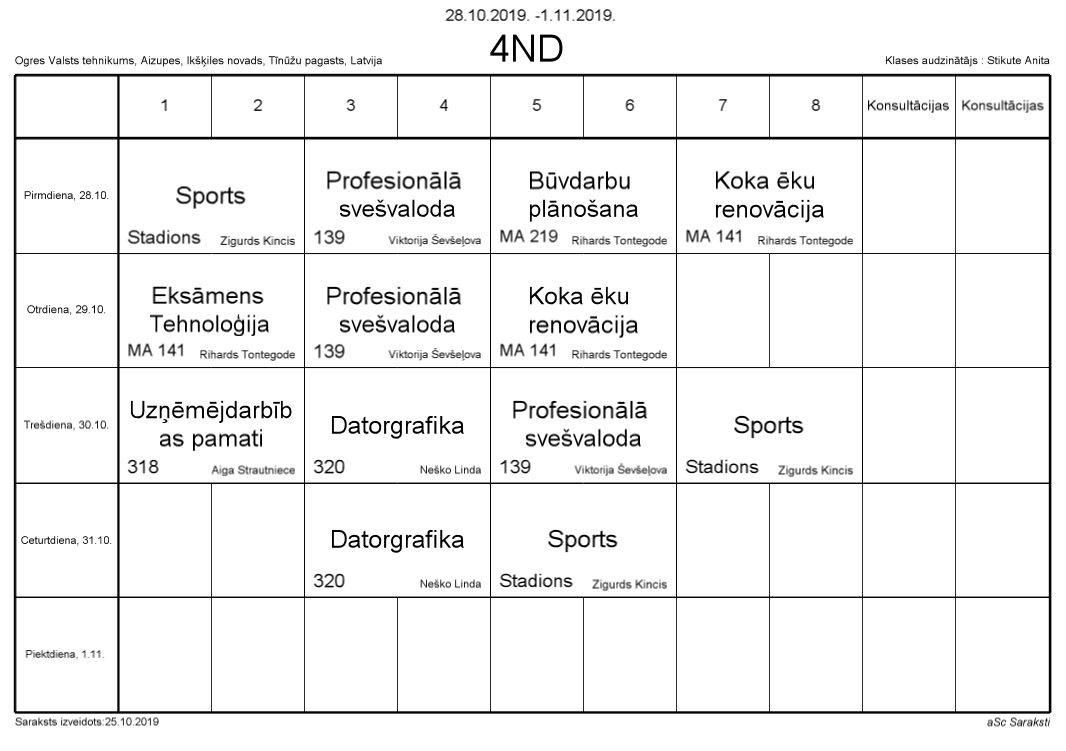 28.10.2019. -1.11.2019.
4ND
Ogres Valsts tehnikums, Aizupes, Ikšķiles novads, Tīnūžu pagasts, Latvija
Klases audzinātājs : Stikute Anita
1 2 3 4 5 6 7 8 Konsultācijas Konsultācijas
Pirmdiena, 28.10.
Sports
Stadions Zigurds Kincis
Profesionālā
svešvaloda
139 Viktorija Ševšeļova
Būvdarbu
plānošana
MA 219 Rihards Tontegode
Koka ēku
renovācija
MA 141 Rihards Tontegode
Otrdiena, 29.10.
Eksāmens
Tehnoloģija
MA 141 Rihards Tontegode
Profesionālā
svešvaloda
139 Viktorija Ševšeļova
Koka ēku
renovācija
MA 141 Rihards Tontegode
Trešdiena, 30.10.
Uzņēmējdarbīb
as pamati
318 Aiga Strautniece
Datorgrafika
320 Neško Linda
Profesionālā
svešvaloda
139 Viktorija Ševšeļova
Sports
Stadions Zigurds Kincis
Ceturtdiena, 31.10.
Datorgrafika
320 Neško Linda
Sports
Stadions Zigurds Kincis
Piektdiena, 1.11.
Saraksts izveidots:25.10.2019
aSc Saraksti